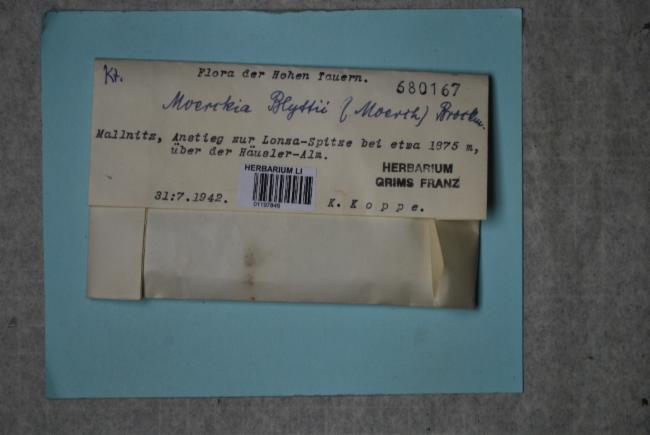 Kt.
Flora der Hohen Tauern.
680167
Moerckia Blyttii (Moerch) Brockm.
Mallnitz, Anstieg zur Lonza-Spitze bei etwa 1875 m,
über der Häusler-Alm.
HERBARIUM
GRIMS FRANZ
HERBARIUM LI
31.7.1942.
K. Koppe.